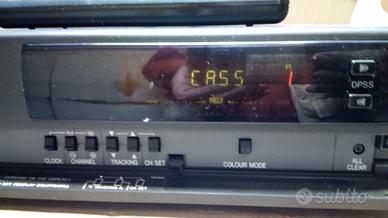 CASS 1
DPSS
CLOCK CHANNEL TRACKING CH SET
COLOUR MODE
ALL CLEAR
subito